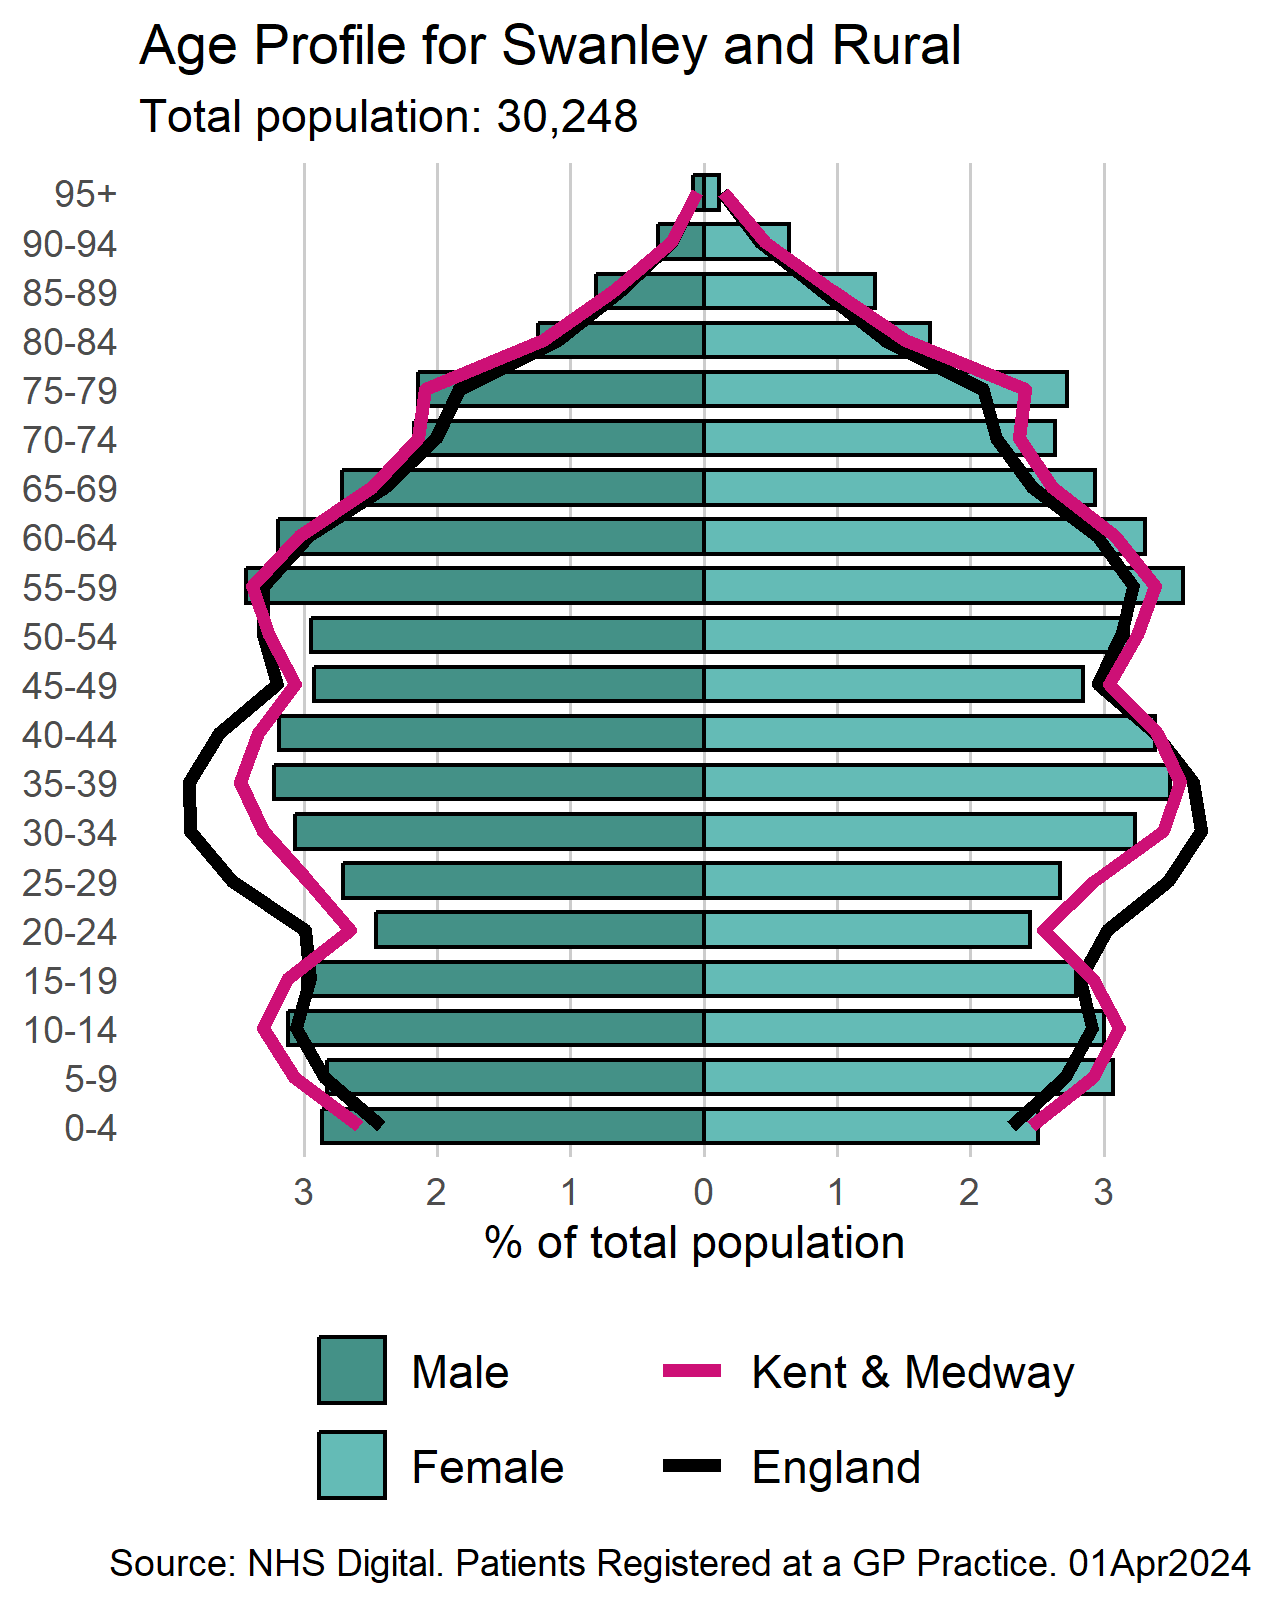 Age Profile for Swanley and Rural
Total population: 30,248
95+
90-94
85-89
80-84
75-79
70-74
65-69
60-64
55-59
50-54
45-49
40-44
35-39
30-34
25-29
20-24
15-19
10-14
5-9
0-4
3 2 1 0 1 2 3
% of total population
Male Kent & Medway
Female England
Source: NHS Digital. Patients Registered at a GP Practice. 01Apr2024